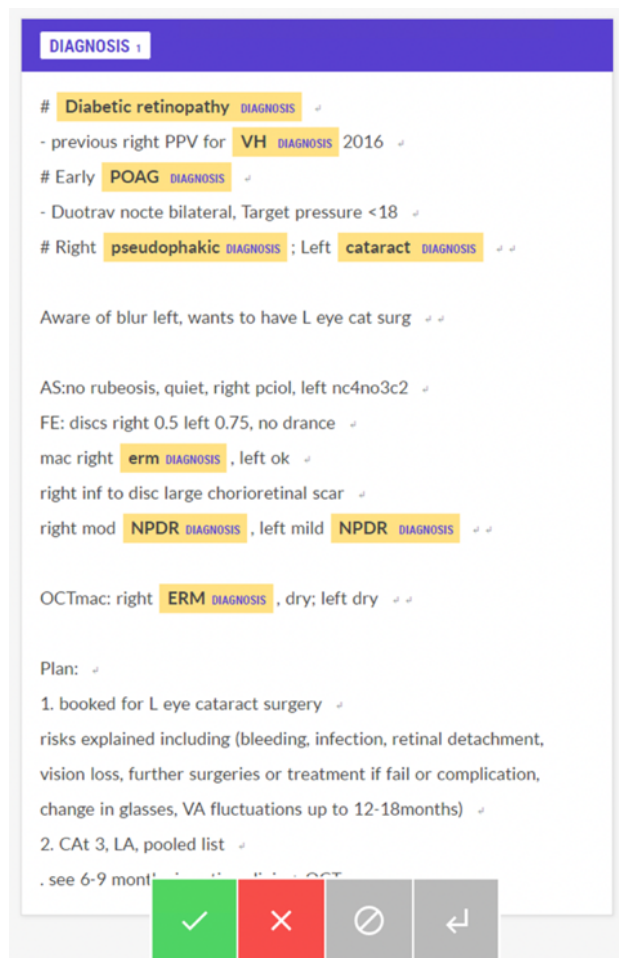 DIAGNOSIS 1
# Diabetic retinopathy DIAGNOSIS
- previous right PPV for VH DIAGNOSIS 2016
# Early POAG DIAGNOSIS
- Duotrav nocte bilateral, Target pressure <18
# Right pseudophakic DIAGNOSIS ; Left cataract DIAGNOSIS
Aware of blur left, wants to have L eye cat surg
AS:no rubeosis, quiet, right pciol, left nc4no3c2
FE: discs right 0.5 left 0.75, no drance
mac right erm DIAGNOSIS , left ok
right inf to disc large chorioretinal scar
right mod NPDR DIAGNOSIS , left mild NPDR DIAGNOSIS
OCTmac: right ERM DIAGNOSIS , dry; left dry
Plan:
1. booked for L eye cataract surgery
risks explained including (bleeding, infection, retinal detachment,
vision loss, further surgeries or treatment if fail or complication,
change in glasses, VA fluctuations up to 12-18months)
2. CAt 3, LA, pooled list
. see 6-9